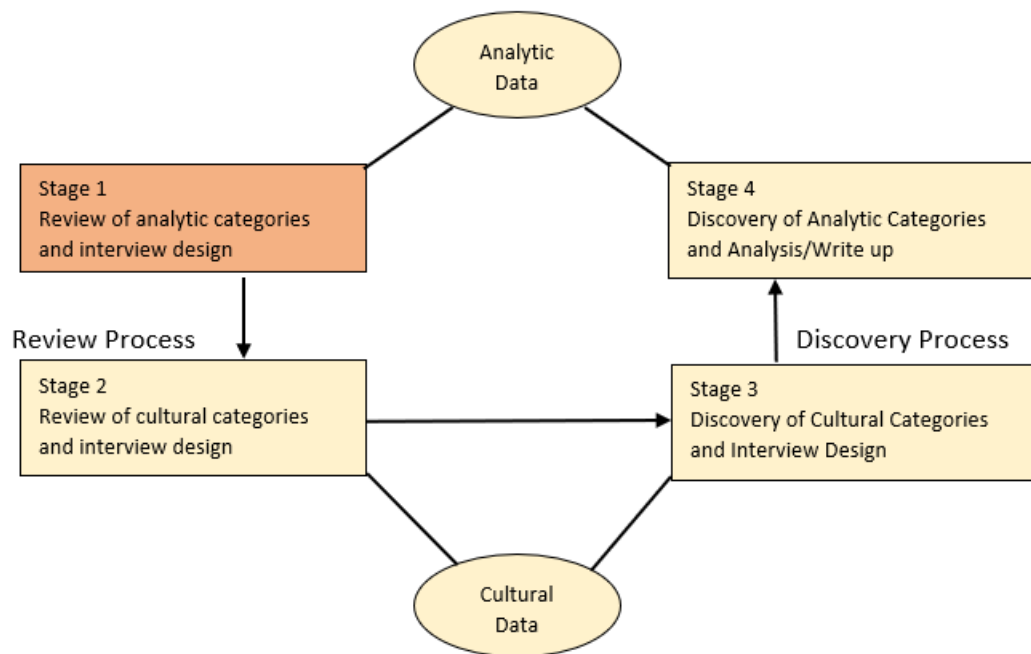 Analytic
Data
Stage 1
Review of analytic categories
and interview design
Stage 4
Discovery of Analytic Categories
and Analysis/Write up
Review Process
Discovery Process
Stage 2
Review of cultural categories
and interview design
Stage 3
Discovery of Cultural Categories
and Interview Design
Cultural
Data